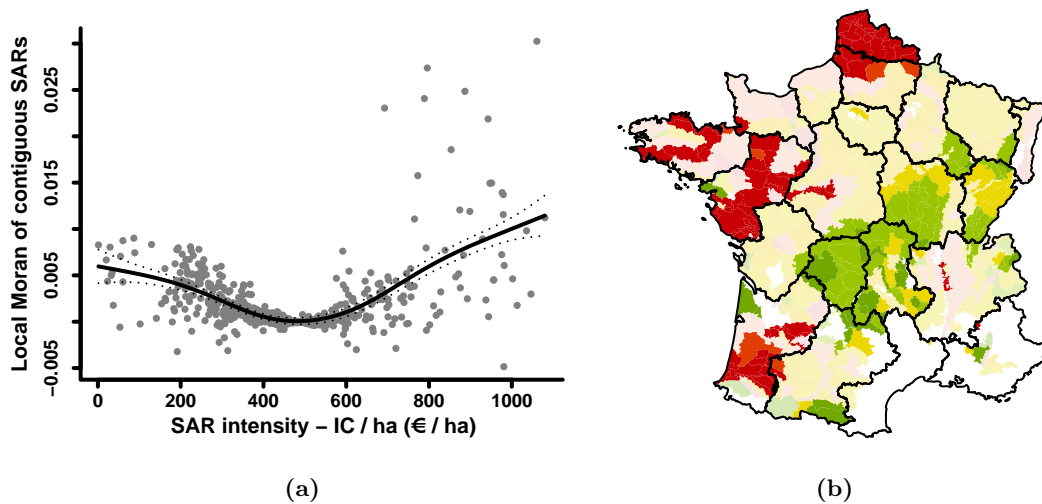 Local Moran of contiguous SARs
0.025
0.015
0.005
−0.005
0 200 400 600 800 1000
SAR intensity − IC / ha (€ / ha)
(a) (b)